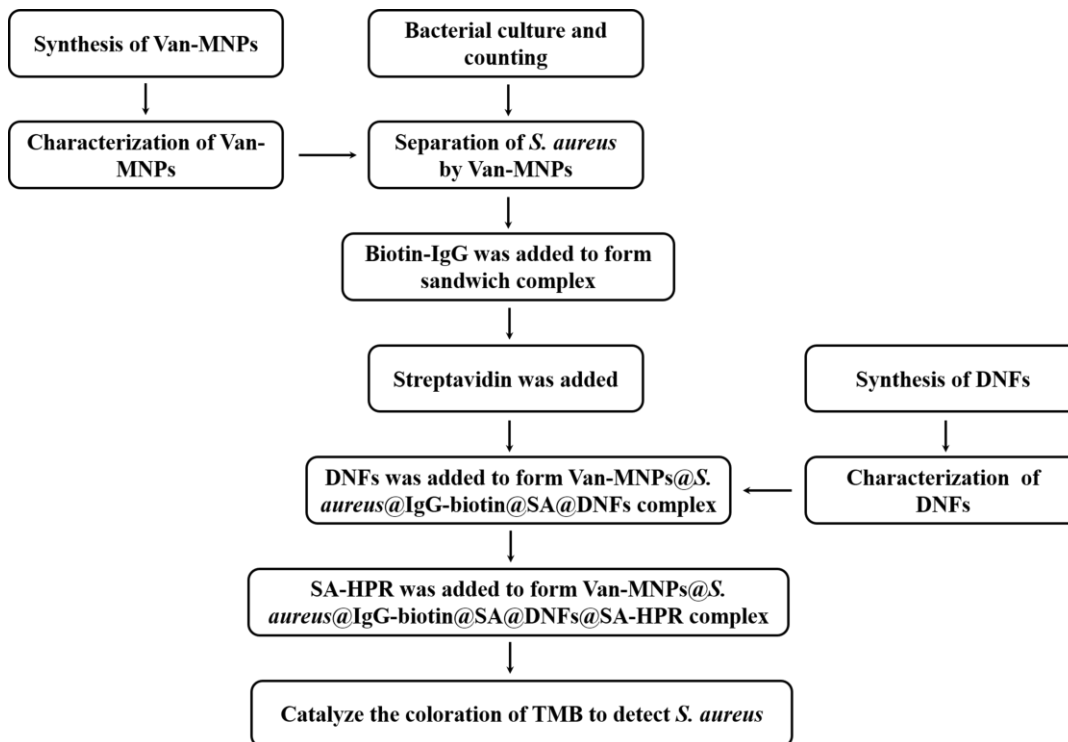 Synthesis of Van-MNPs
Bacterial culture and
counting
Characterization of Van-
MNPs
Separation of S. aureus
by Van-MNPs
Biotin-IgG was added to form
sandwich complex
Streptavidin was added
Synthesis of DNFs
DNFs was added to form Van-MNPs@S.
aureus@IgG-biotin@SA@DNFs complex
Characterization of
DNFs
SA-HPR was added to form Van-MNPs@S.
aureus@IgG-biotin@SA@DNFs@SA-HPR complex
Catalyze the coloration of TMB to detect S. aureus